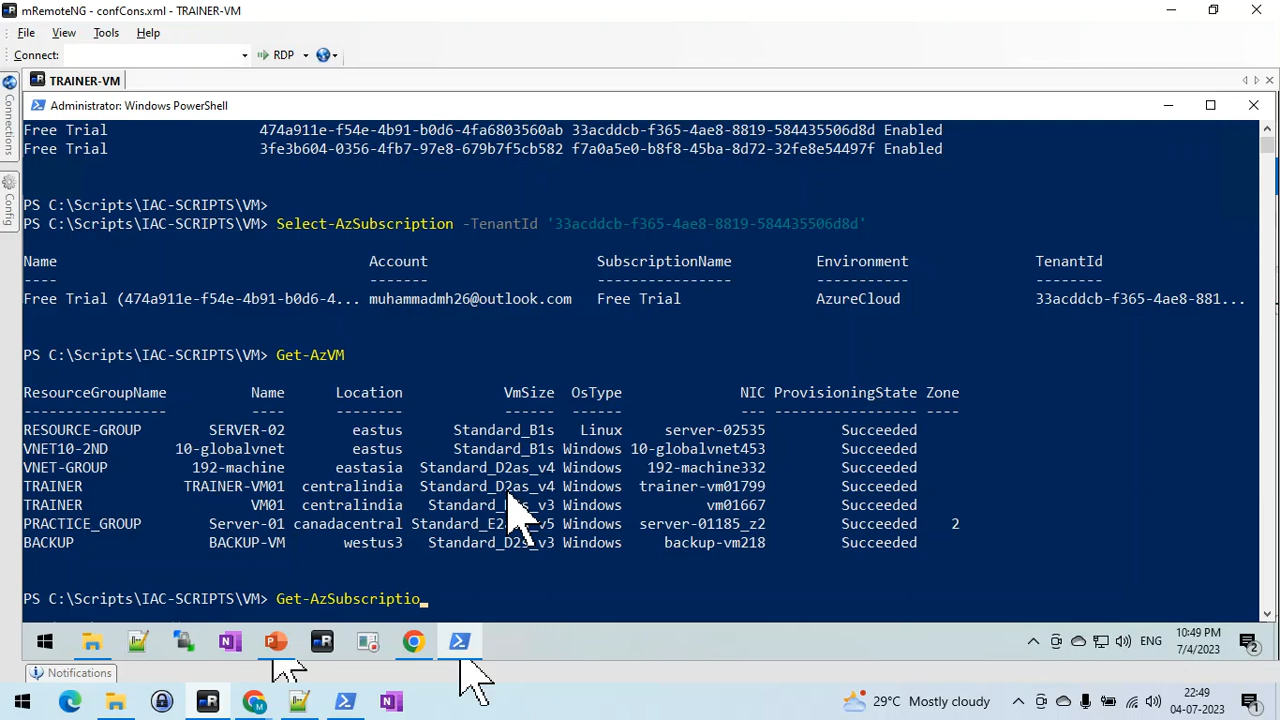 mRemoteNG - confCons.xml - TRAINER-VM
File View Tools Help
Connect: RDP
TRAINER-VM
Connections
Config
Administrator: Windows PowerShell
Free Trial 474a911e-f54e-4b91-b0d6-4fa6803560ab 33acddcb-f365-4ae8-8819-584435506d8d Enabled
Free Trial 3fe3b604-0356-4fb7-97e8-679b7f5cb582 f7a0a5e0-b8f8-45ba-8d72-32fe8e54497f Enabled
PS C:\Scripts\IAC-SCRIPTS\VM>
PS C:\Scripts\IAC-SCRIPTS\VM> Select-AzSubscription -TenantId '33acddcb-f365-4ae8-8819-584435506d8d'
Name Account SubscriptionName Environment TenantId
---- ------- ---------------- ----------- --------
Free Trial (474a911e-f54e-4b91-b0d6-4... muhammadmh26@outlook.com Free Trial AzureCloud 33acddcb-f365-4ae8-881...
PS C:\Scripts\IAC-SCRIPTS\VM> Get-AzVM
ResourceGroupName Name Location VmSize OsType NIC ProvisioningState Zone
----------------- ---- -------- ------ ------ --- ----------------- ----
RESOURCE-GROUP SERVER-02 eastus Standard_B1s Linux server-02535 Succeeded
VNET10-2ND 10-globalvnet eastus Standard_B1s Windows 10-globalvnet453 Succeeded
VNET-GROUP 192-machine eastasia Standard_D2as_v4 Windows 192-machine332 Succeeded
TRAINER TRAINER-VM01 centralindia Standard_D2as_v4 Windows trainer-vm01799 Succeeded
TRAINER VM01 centralindia Windows vm01667 Succeeded
PRACTICE_GROUP Server-01 canadacentral Windows server-01185_z2 Succeeded 2
BACKUP BACKUP-VM westus3 Standard_D2s_v3 Windows backup-vm218 Succeeded
PS C:\Scripts\IAC-SCRIPTS\VM> Get-AzSubscriptio_
ENG 10:49 PM
7/4/2023
2
Notifications
29°C Mostly cloudy ENG 22:49
04-07-2023
1